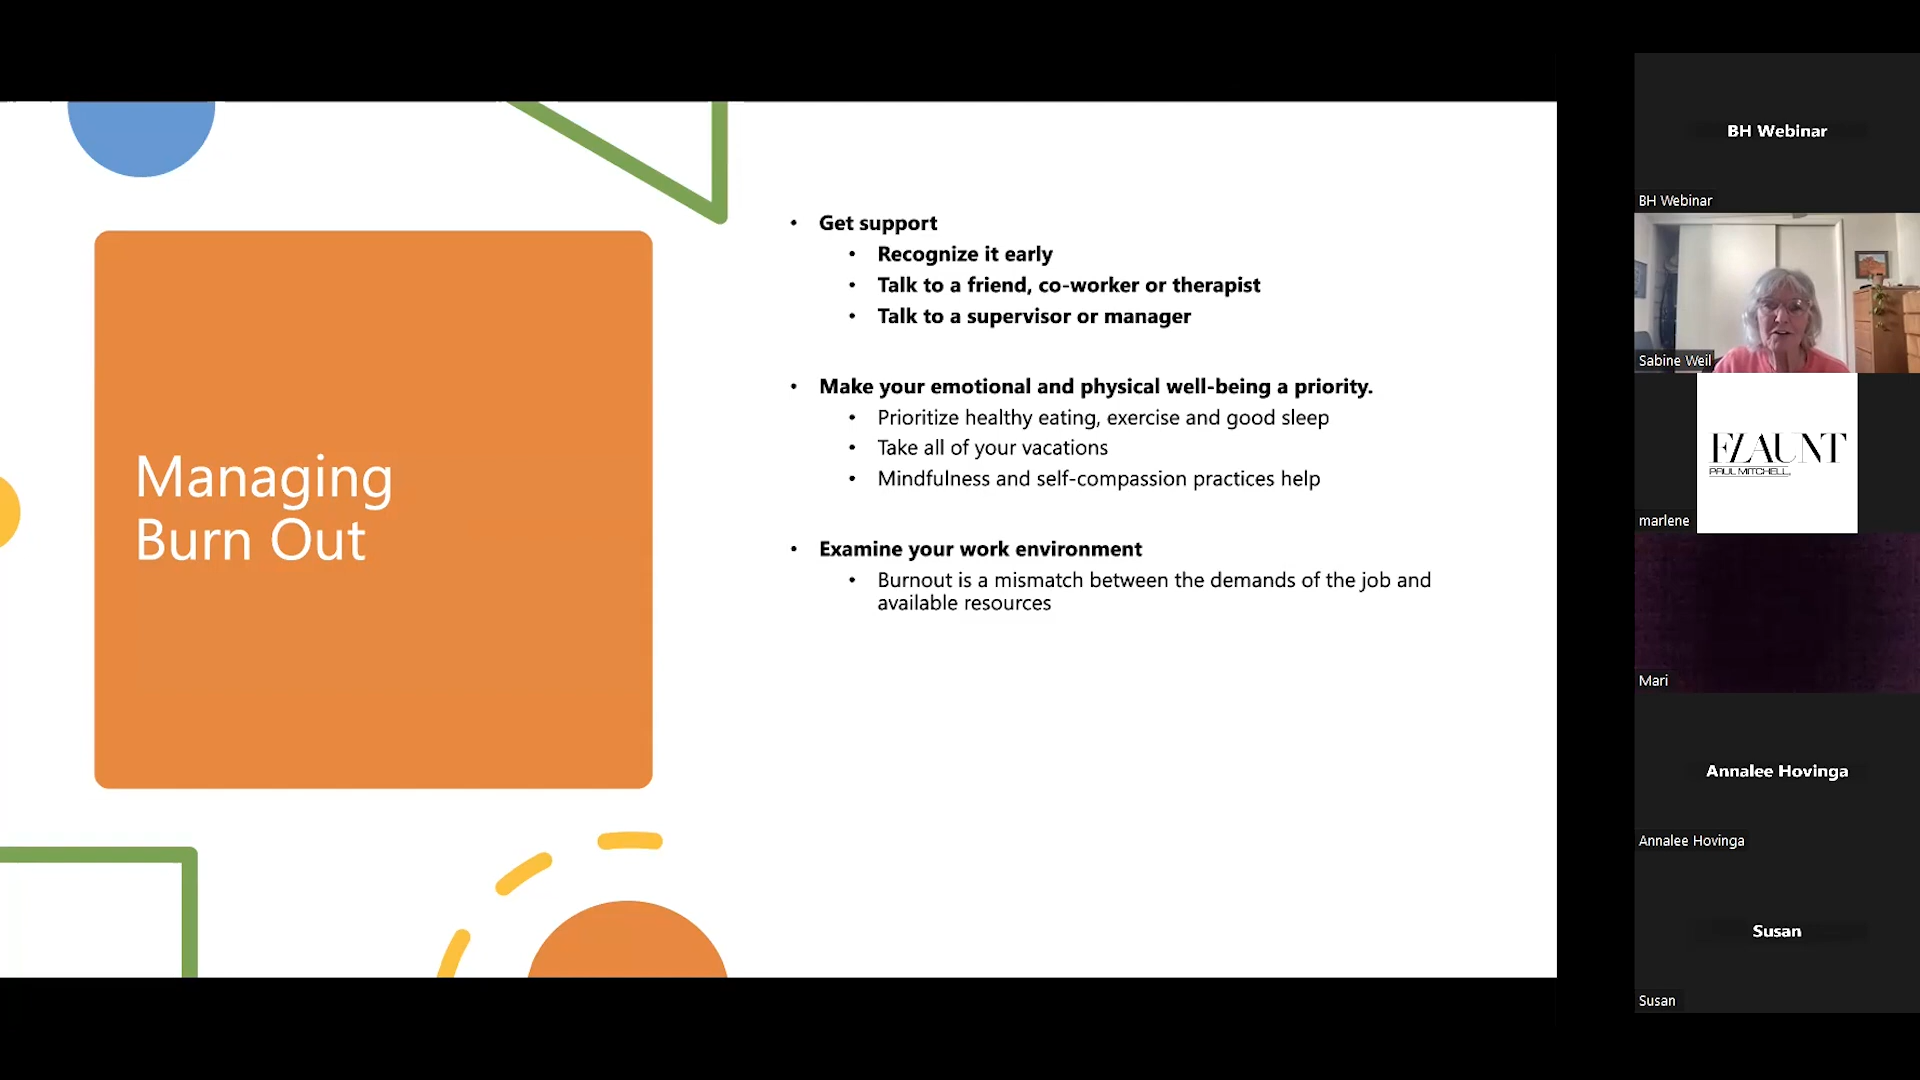 Managing
Burn Out
• Get support
• Recognize it early
• Talk to a friend, co-worker or therapist
• Talk to a supervisor or manager
• Make your emotional and physical well-being a priority.
• Prioritize healthy eating, exercise and good sleep
• Take all of your vacations
• Mindfulness and self-compassion practices help
• Examine your work environment
• Burnout is a mismatch between the demands of the job and
available resources
BH Webinar
BH Webinar
Sabine Weil
FLAUNT
PAUL MITCHELL
marlene
Mari
Annalee Hovinga
Annalee Hovinga
Susan
Susan